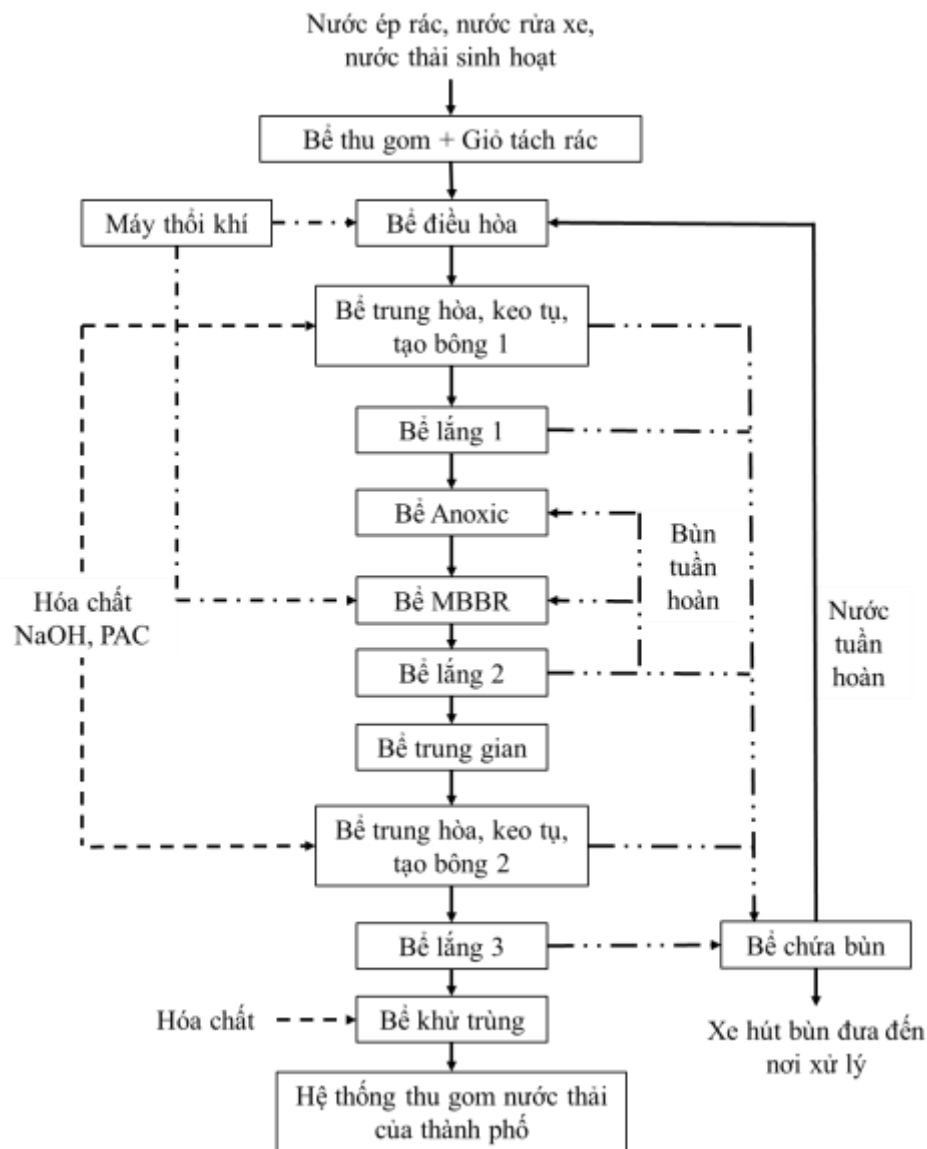 Nước ép rác, nước rửa xe,
nước thải sinh hoạt
Bể thu gom + Giỏ tách rác
Máy thổi khí
Bể điều hòa
Bể trung hòa, keo tụ,
tạo bông 1
Bể lắng 1
Bể Anoxic
Bùn
tuần
hoàn
Hóa chất
NaOH, PAC
Bể MBBR
Nước
tuần
hoàn
Bể lắng 2
Bể trung gian
Bể trung hòa, keo tụ,
tạo bông 2
Bể lắng 3
Bể chứa bùn
Hóa chất
Bể khử trùng
Xe hút bùn đưa đến
nơi xử lý
Hệ thống thu gom nước thải
của thành phố